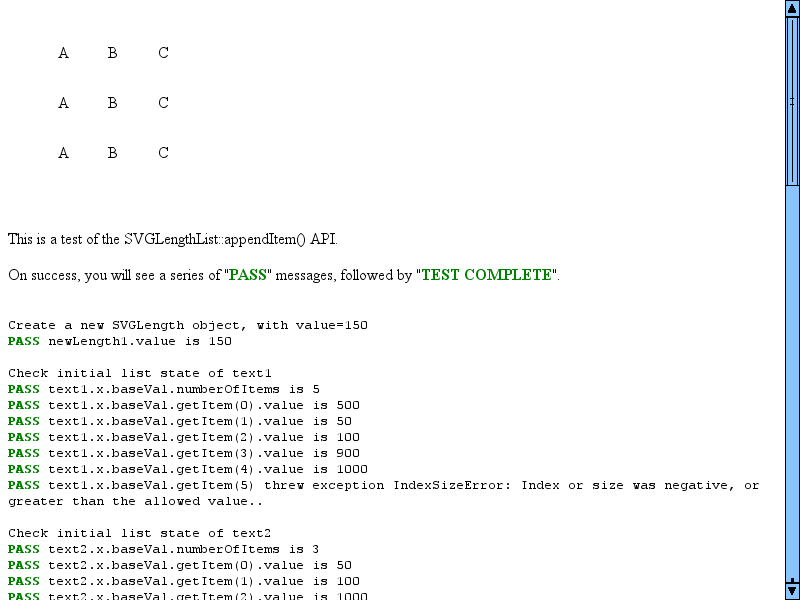 A B C
A B C
A B C
This is a test of the SVGLengthList::appendItem() API.
On success, you will see a series of "PASS" messages, followed by "TEST COMPLETE".
Create a new SVGLength object, with value=150
PASS newLength1.value is 150
Check initial list state of text1
PASS text1.x.baseVal.numberOfItems is 5
PASS text1.x.baseVal.getItem(0).value is 500
PASS text1.x.baseVal.getItem(1).value is 50
PASS text1.x.baseVal.getItem(2).value is 100
PASS text1.x.baseVal.getItem(3).value is 900
PASS text1.x.baseVal.getItem(4).value is 1000
PASS text1.x.baseVal.getItem(5) threw exception IndexSizeError: Index or size was negative, or
greater than the allowed value..
Check initial list state of text2
PASS text2.x.baseVal.numberOfItems is 3
PASS text2.x.baseVal.getItem(0).value is 50
PASS text2.x.baseVal.getItem(1).value is 100
PASS text2.x.baseVal.getItem(2).value is 1000